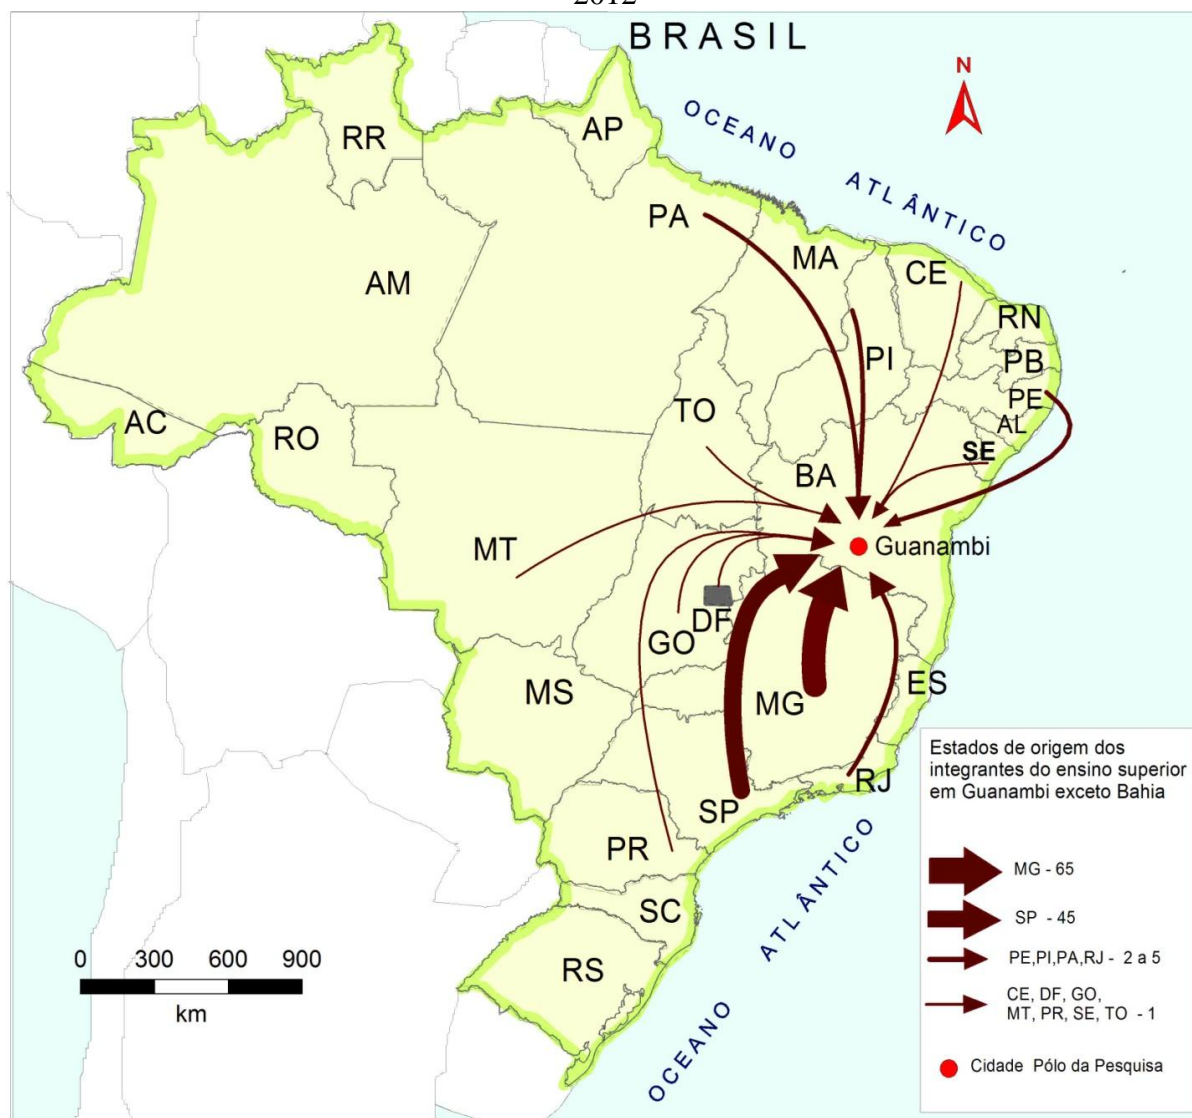 2012
BRASIL
N
OCEANO ATLÂNTICO
RR
AP
PA
MA
CE
AM
RN
PI
PB
PE
TO
AL
AC
RO
SE
BA
MT
Guanambi
DF
GO
MS
MG
ES
RJ
SP
PR
SC
RS
OCEANO ATLÂNTICO
0 300 600 900
km
Estados de origem dos
integrantes do ensino superior
em Guanambi exceto Bahia
MG - 65
SP - 45
PE,PI,PA,RJ - 2 a 5
CE, DF, GO,
MT, PR, SE, TO - 1
Cidade Pólo da Pesquisa